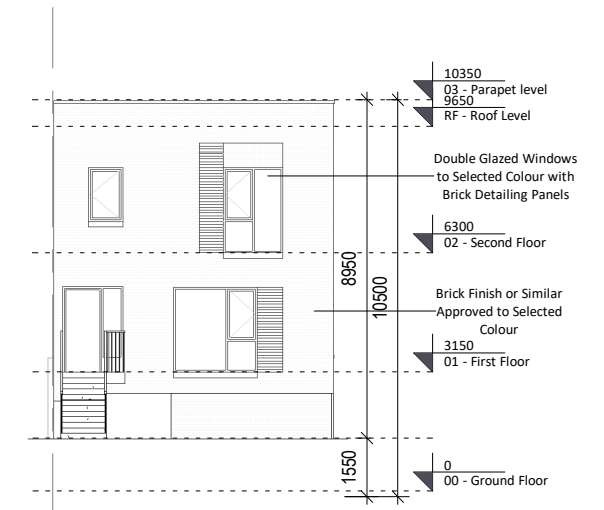 10350
03 - Parapet level
9650
RF - Roof Level
Double Glazed Windows
to Selected Colour with
Brick Detailing Panels
6300
02 - Second Floor
8950
10500
Brick Finish or Similar
Approved to Selected
Colour
3150
01 - First Floor
1550
0
00 - Ground Floor